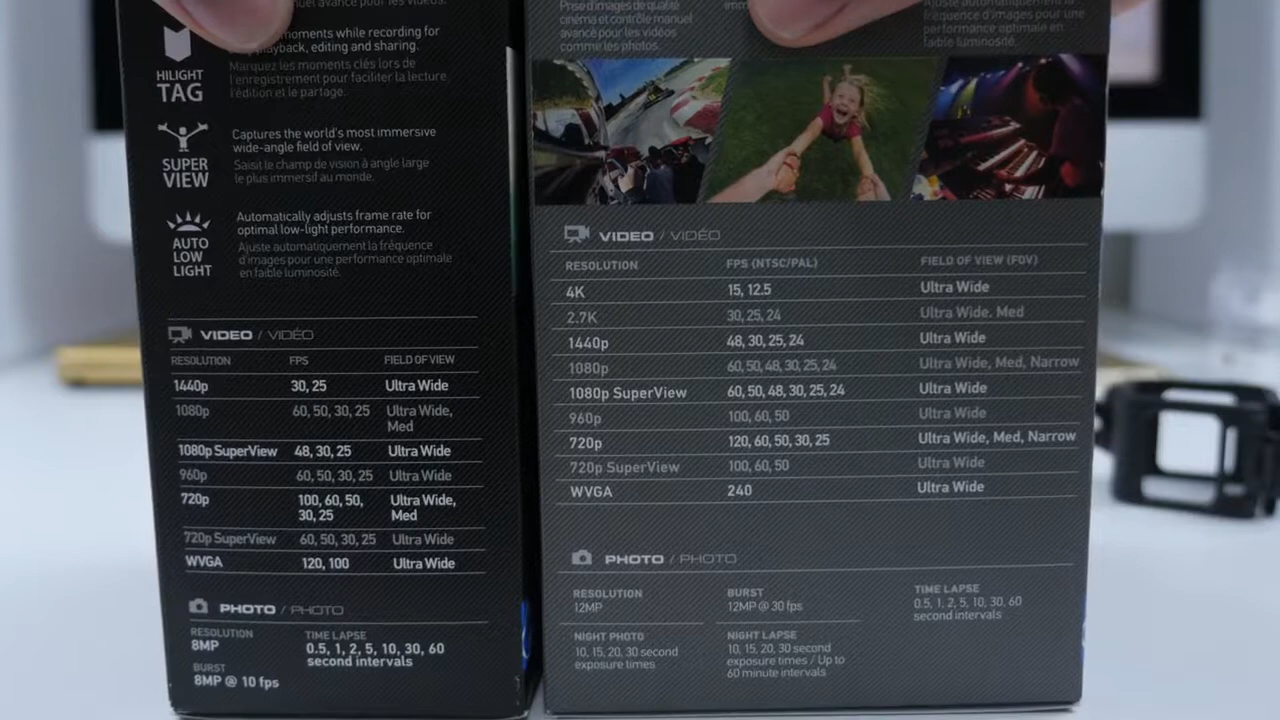 nuel avancé pour les vidéos.
moments while recording for
playback, editing and sharing.
Marquez les moments clés lors de
l'enregistrement pour faciliter la lecture,
l'édition et le partage.
HILIGHT
TAG
Captures the world's most immersive
wide-angle field of view.
Saisit le champ de vision à angle large
le plus immersif au monde.
SUPER
VIEW
Automatically adjusts frame rate for
optimal low-light performance.
Ajuste automatiquement la fréquence
d'images pour une performance optimale
en faible luminosité.
AUTO
LOW
LIGHT
VIDEO / VIDÉO
RESOLUTION FPS FIELD OF VIEW
1440p 30, 25 Ultra Wide
1080p 60, 50, 30, 25 Ultra Wide,
Med
1080p SuperView 48, 30, 25 Ultra Wide
960p 60, 50, 30, 25 Ultra Wide
720p 100, 60, 50, Ultra Wide,
30, 25 Med
720p SuperView 60, 50, 30, 25 Ultra Wide
WVGA 120, 100 Ultra Wide
PHOTO / PHOTO
RESOLUTION
8MP
BURST
8MP @ 10 fps
TIME LAPSE
0.5, 1, 2, 5, 10, 30, 60
second intervals
Prise d'images de qualité
cinéma et contrôle manuel
avancé pour les vidéos
comme les photos.
Ajuste automatiquement la
fréquence d'images pour une
performance optimale en
faible luminosité.
VIDEO / VIDÉO
RESOLUTION FPS (NTSC/PAL) FIELD OF VIEW (FOV)
4K 15, 12.5 Ultra Wide
2.7K 30, 25, 24 Ultra Wide. Med
1440p 48, 30, 25, 24 Ultra Wide
1080p 60, 50, 48, 30, 25, 24 Ultra Wide, Med, Narrow
1080p SuperView 60, 50, 48, 30, 25, 24 Ultra Wide
960p 100, 60, 50 Ultra Wide
720p 120, 60, 50, 30, 25 Ultra Wide, Med, Narrow
720p SuperView 100, 60, 50 Ultra Wide
WVGA 240 Ultra Wide
PHOTO / PHOTO
RESOLUTION
12MP
BURST
12MP @ 30 fps
TIME LAPSE
0.5, 1, 2, 5, 10, 30, 60
second intervals
NIGHT PHOTO
10, 15, 20, 30 second
exposure times
NIGHT LAPSE
10, 15, 20, 30 second
exposure times / Up to
60 minute intervals